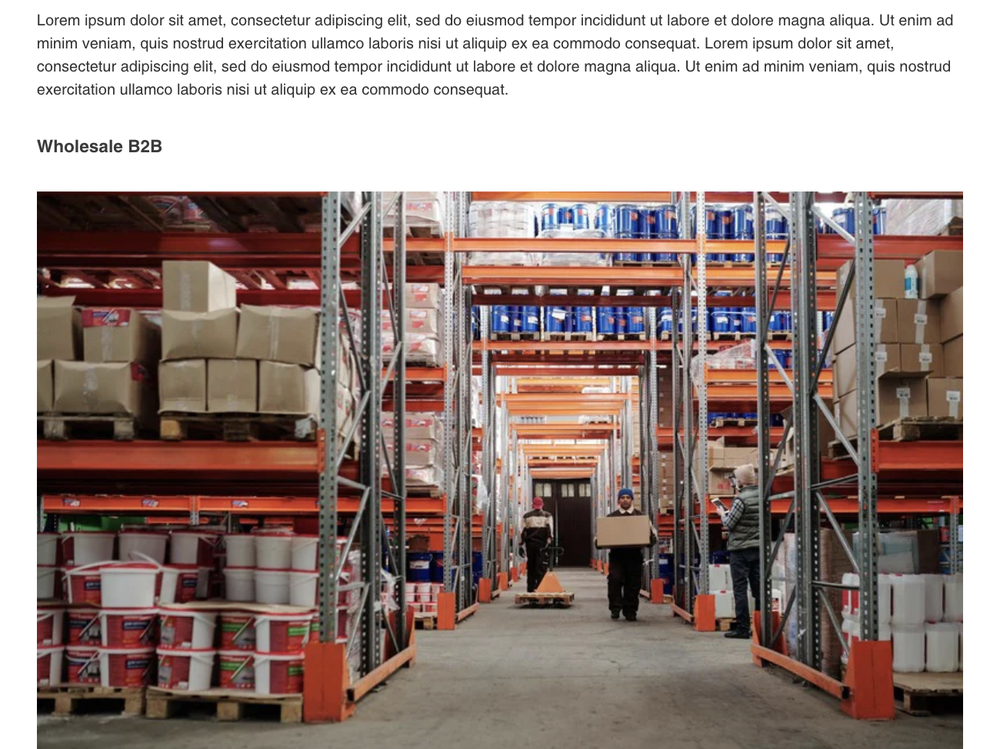 Lorem ipsum dolor sit amet, consectetur adipiscing elit, sed do eiusmod tempor incididunt ut labore et dolore magna aliqua. Ut enim ad
minim veniam, quis nostrud exercitation ullamco laboris nisi ut aliquip ex ea commodo consequat. Lorem ipsum dolor sit amet,
consectetur adipiscing elit, sed do eiusmod tempor incididunt ut labore et dolore magna aliqua. Ut enim ad minim veniam, quis nostrud
exercitation ullamco laboris nisi ut aliquip ex ea commodo consequat.
Wholesale B2B